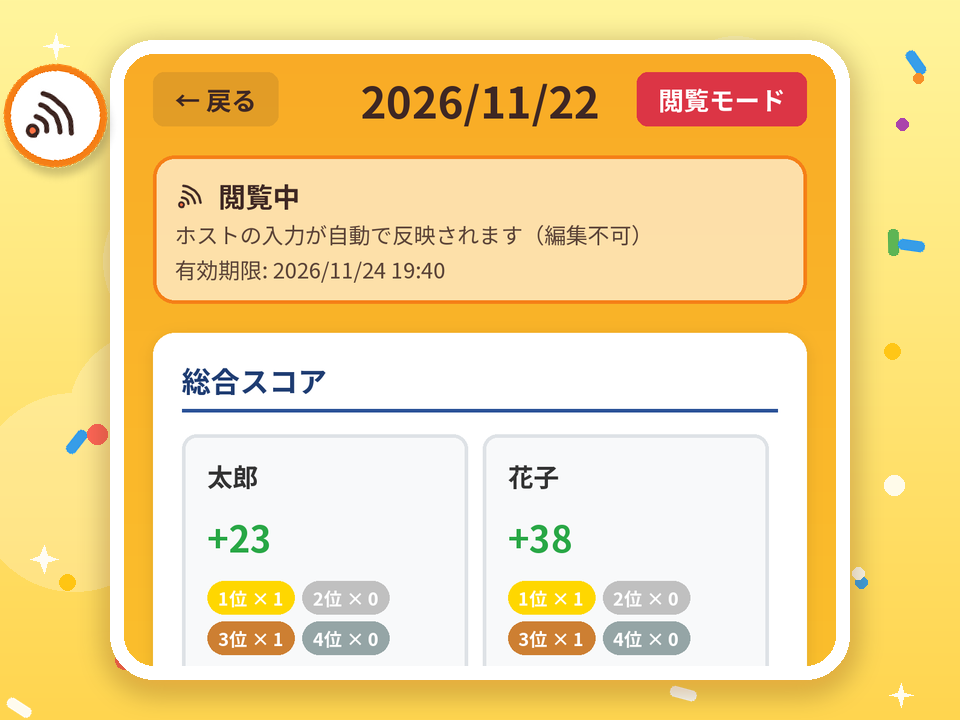 ← 戻る
2026/11/22
閲覧モード
閲覧中
ホストの入力が自動で反映されます（編集不可）
有効期限: 2026/11/24 19:40
総合スコア
太郎
+23
1位 × 1
2位 × 0
3位 × 1
4位 × 0
花子
+38
1位 × 1
2位 × 0
3位 × 1
4位 × 0